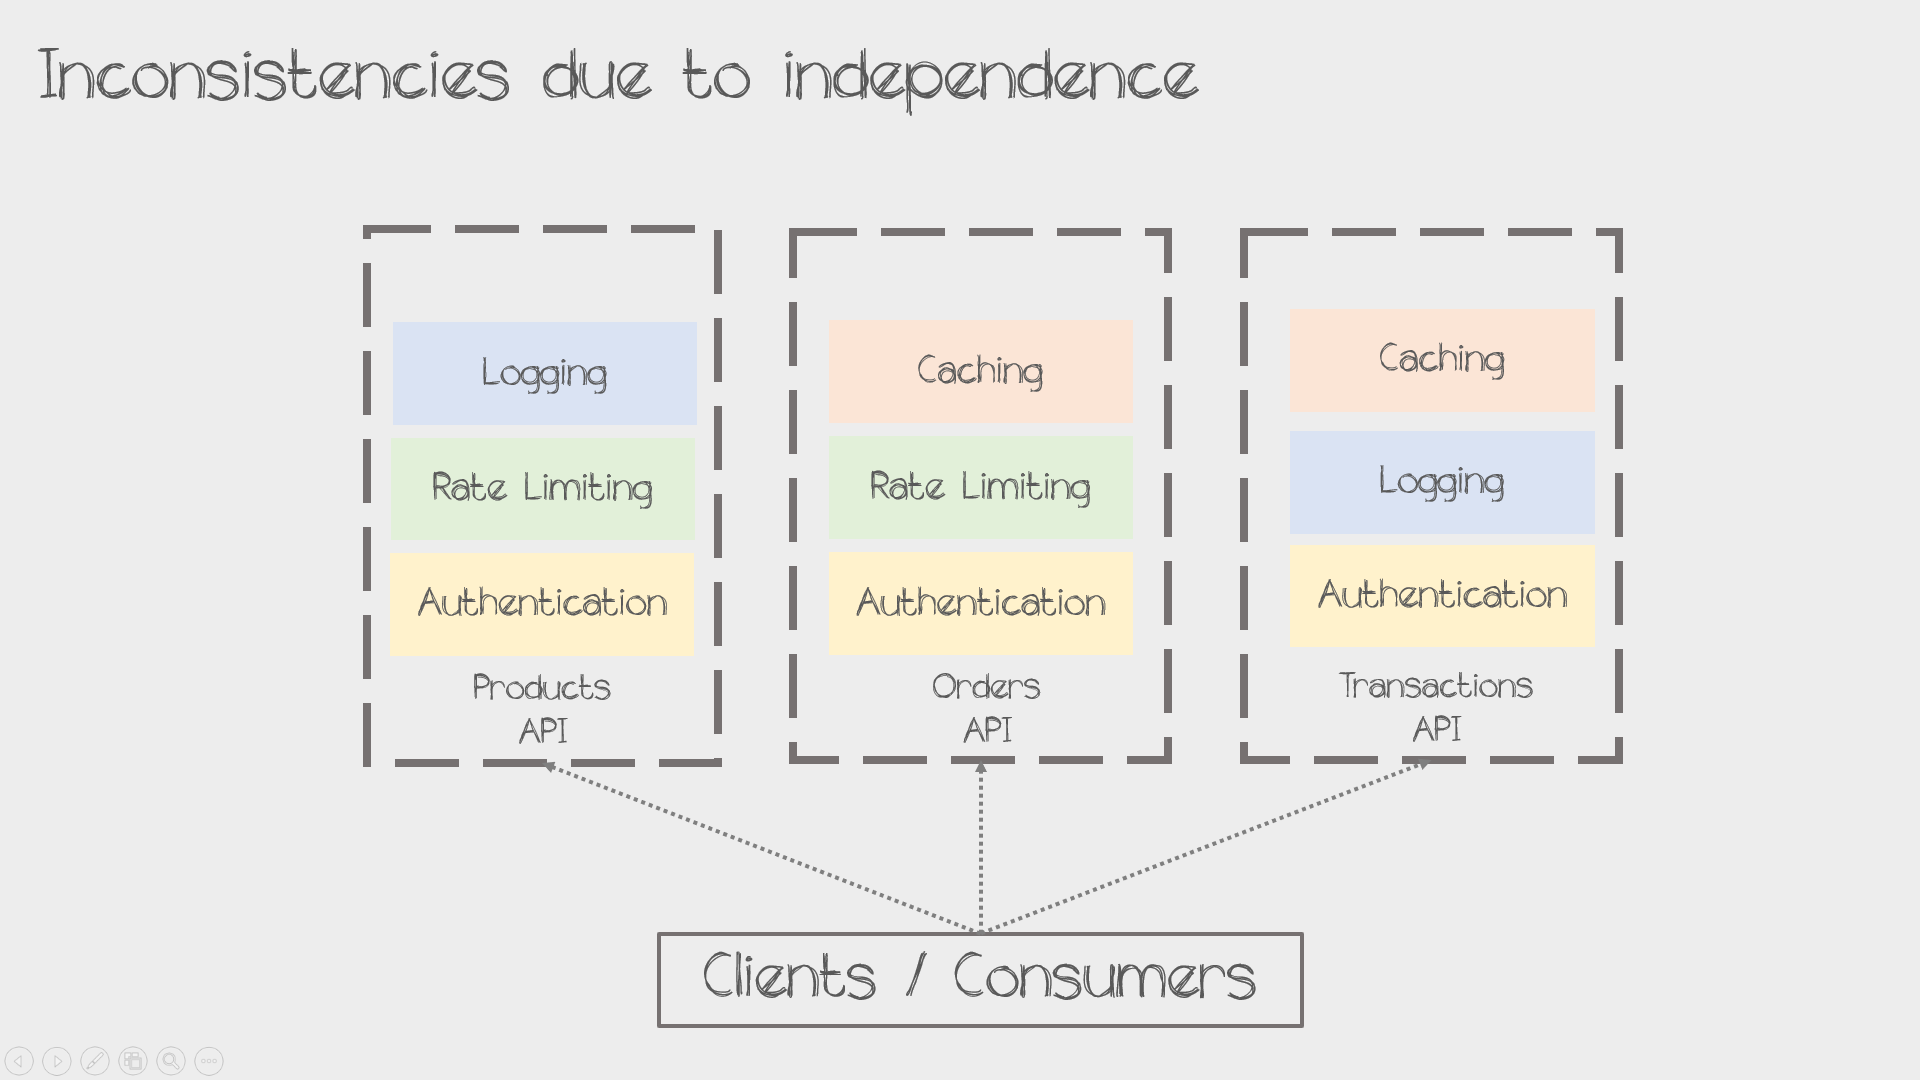 Inconsistencies due to independence
Logging
Rate Limiting
Authentication
Products
API
Caching
Rate Limiting
Authentication
Orders
API
Caching
Logging
Authentication
Transactions
API
Clients / Consumers